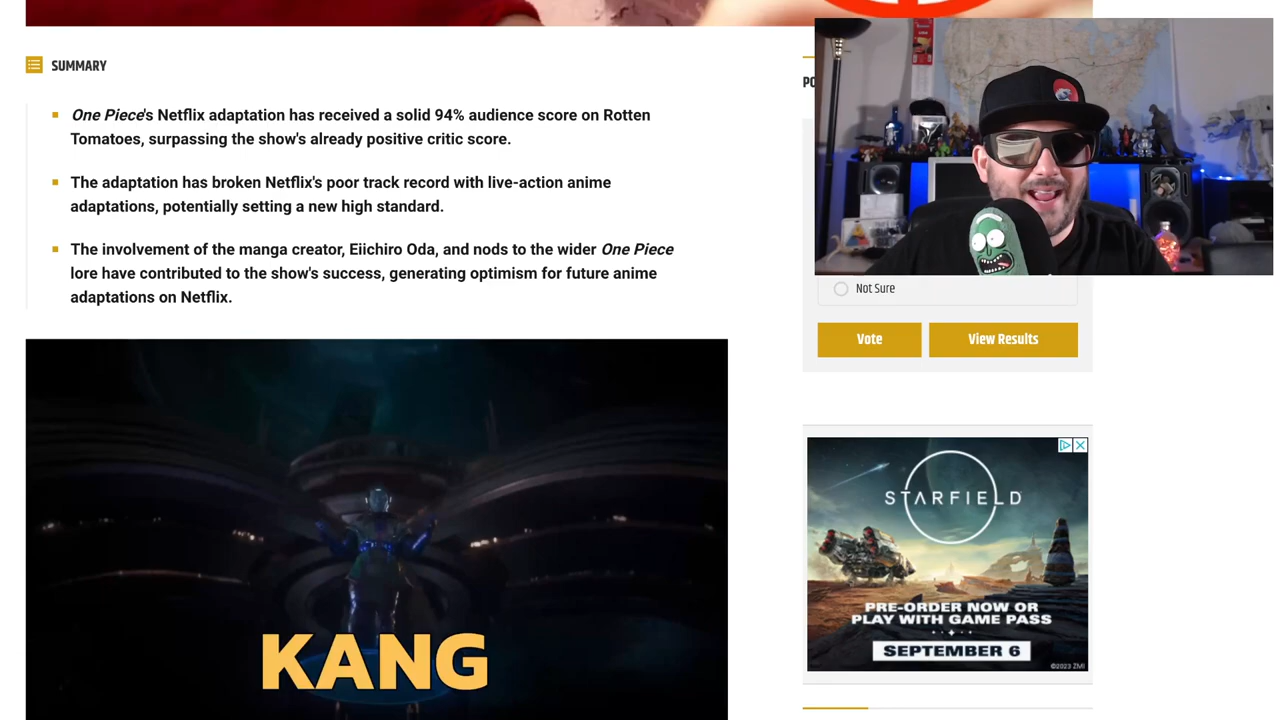 SUMMARY
One Piece's Netflix adaptation has received a solid 94% audience score on Rotten
Tomatoes, surpassing the show's already positive critic score.
The adaptation has broken Netflix's poor track record with live-action anime
adaptations, potentially setting a new high standard.
The involvement of the manga creator, Eiichiro Oda, and nods to the wider One Piece
lore have contributed to the show's success, generating optimism for future anime
adaptations on Netflix.
KANG
PO
Not Sure
Vote
View Results
STARFIELD
PRE-ORDER NOW OR
PLAY WITH GAME PASS
SEPTEMBER 6
©2023 ZMI